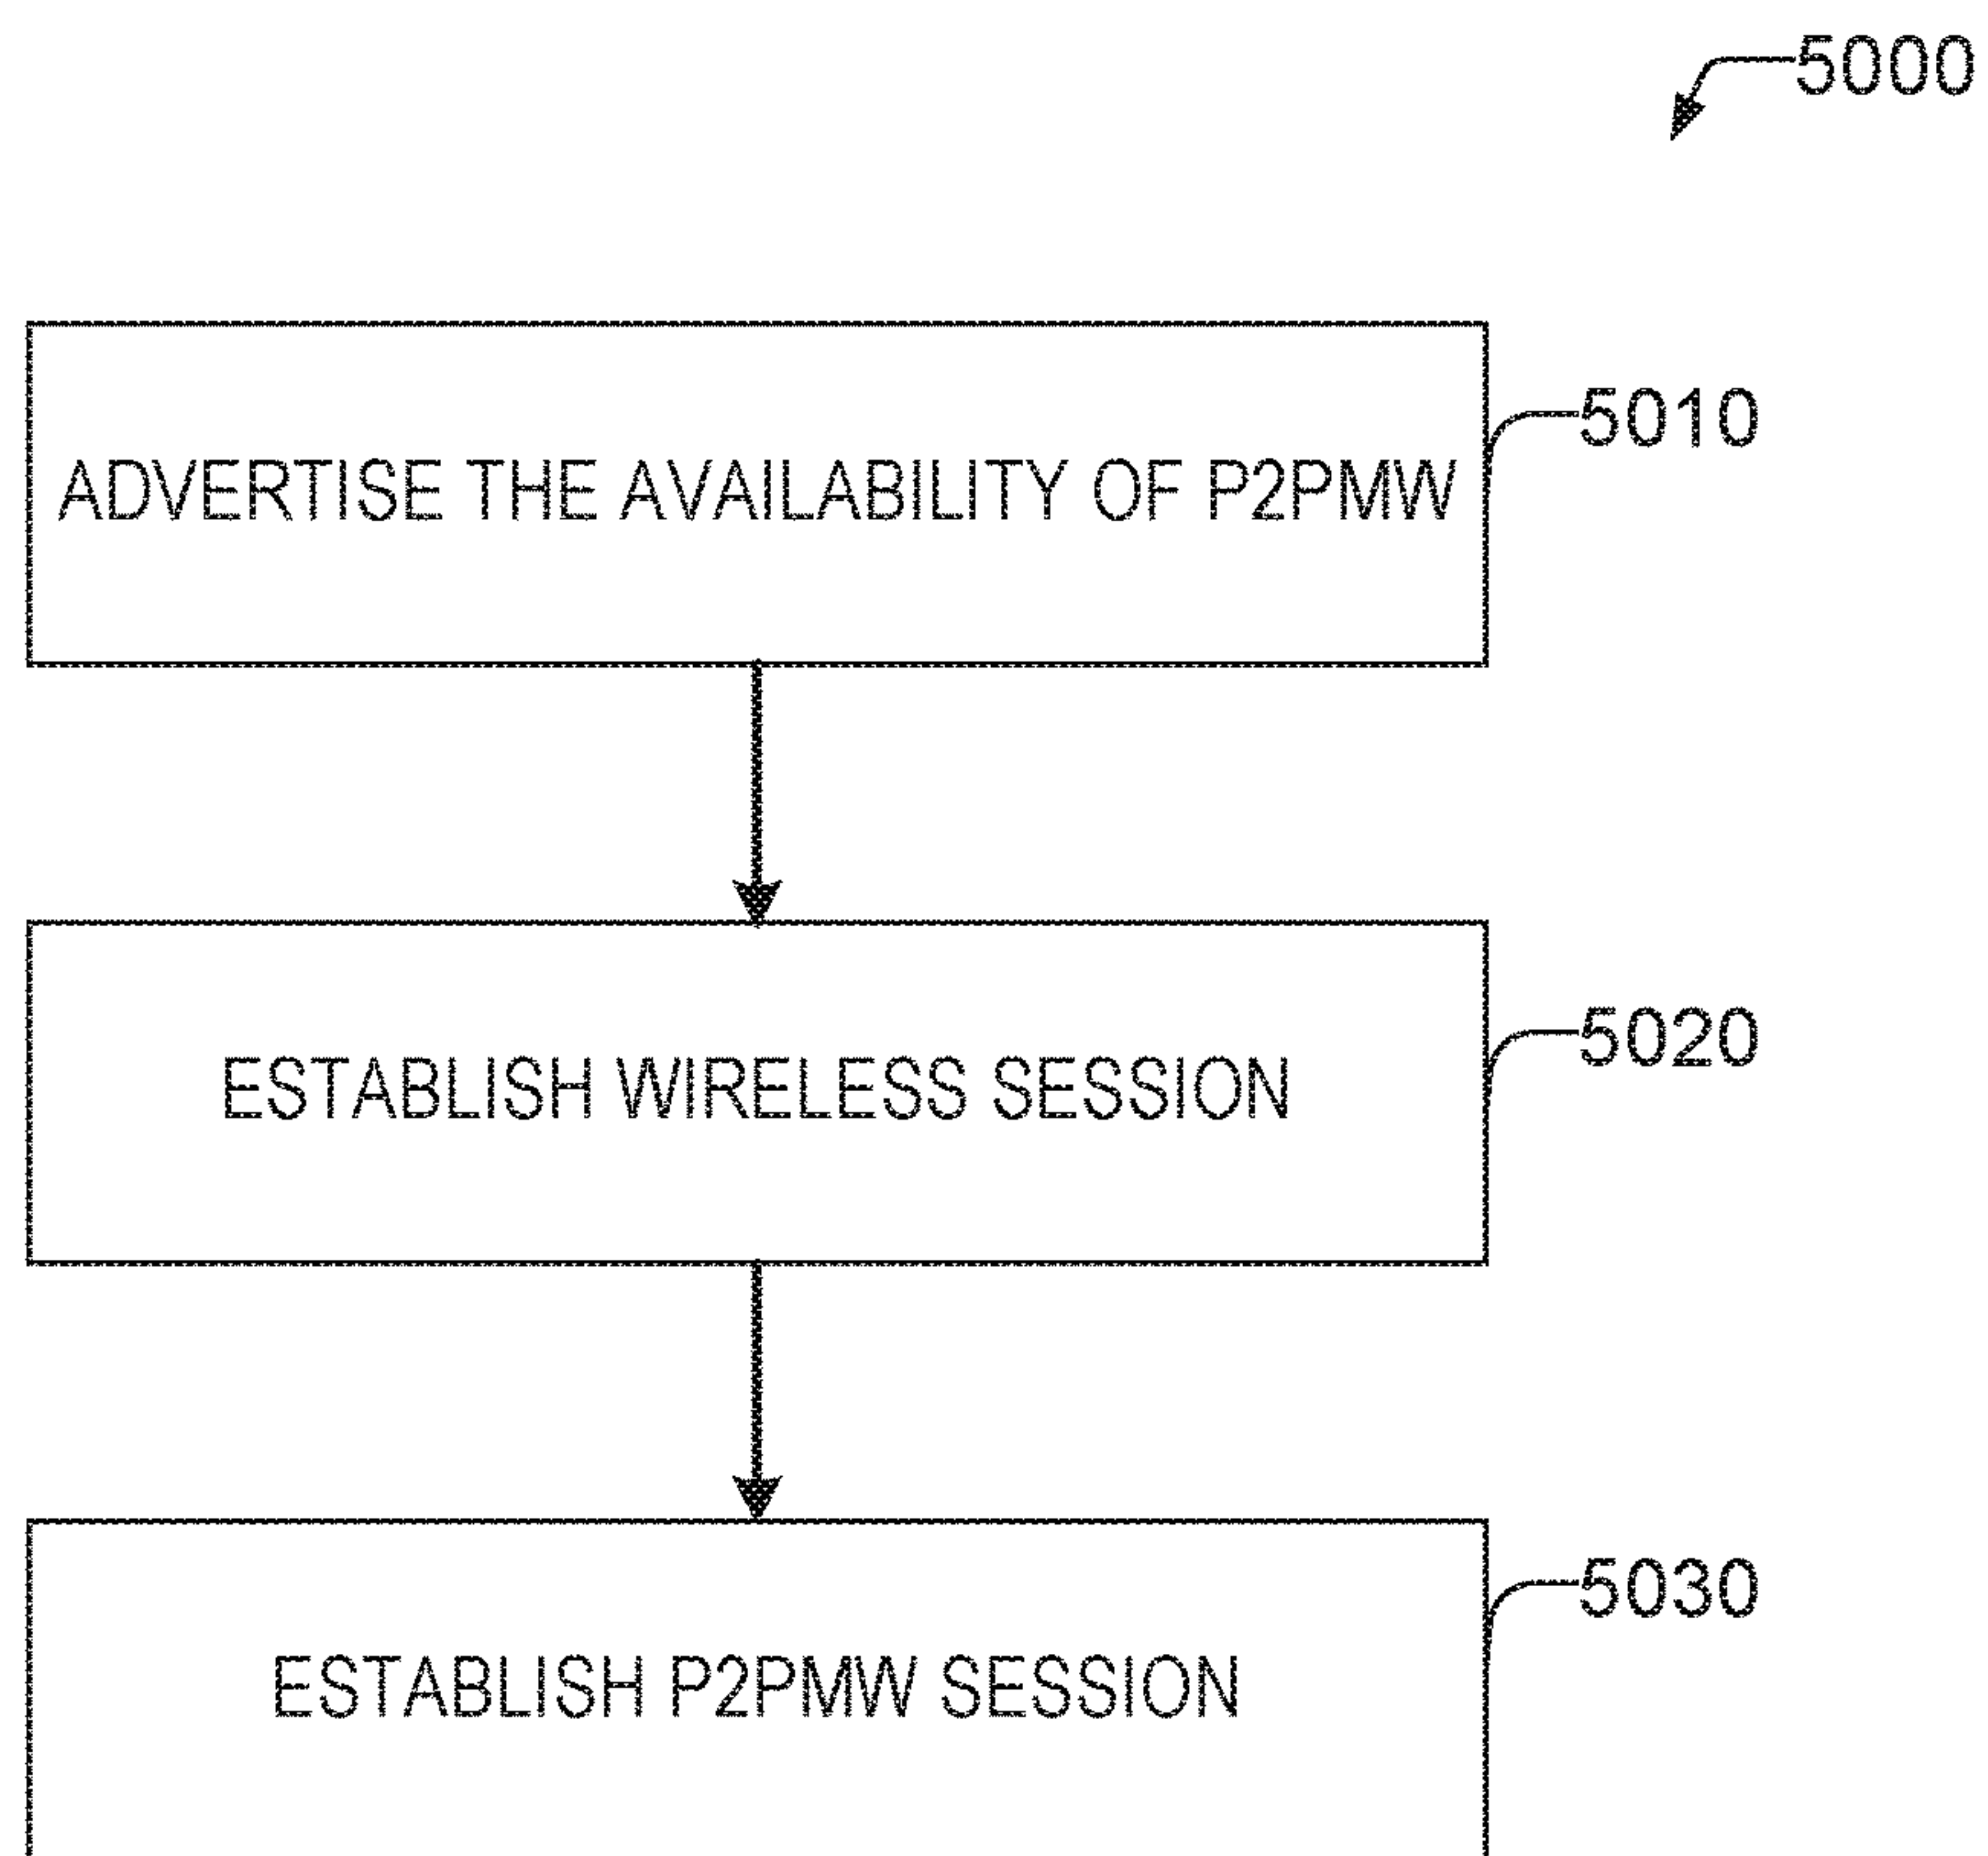 5000
ADVERTISE THE AVAILABILITY OF P2PMW
5010
ESTABLISH WIRELESS SESSION
5020
ESTABLISH P2PMW SESSION
5030